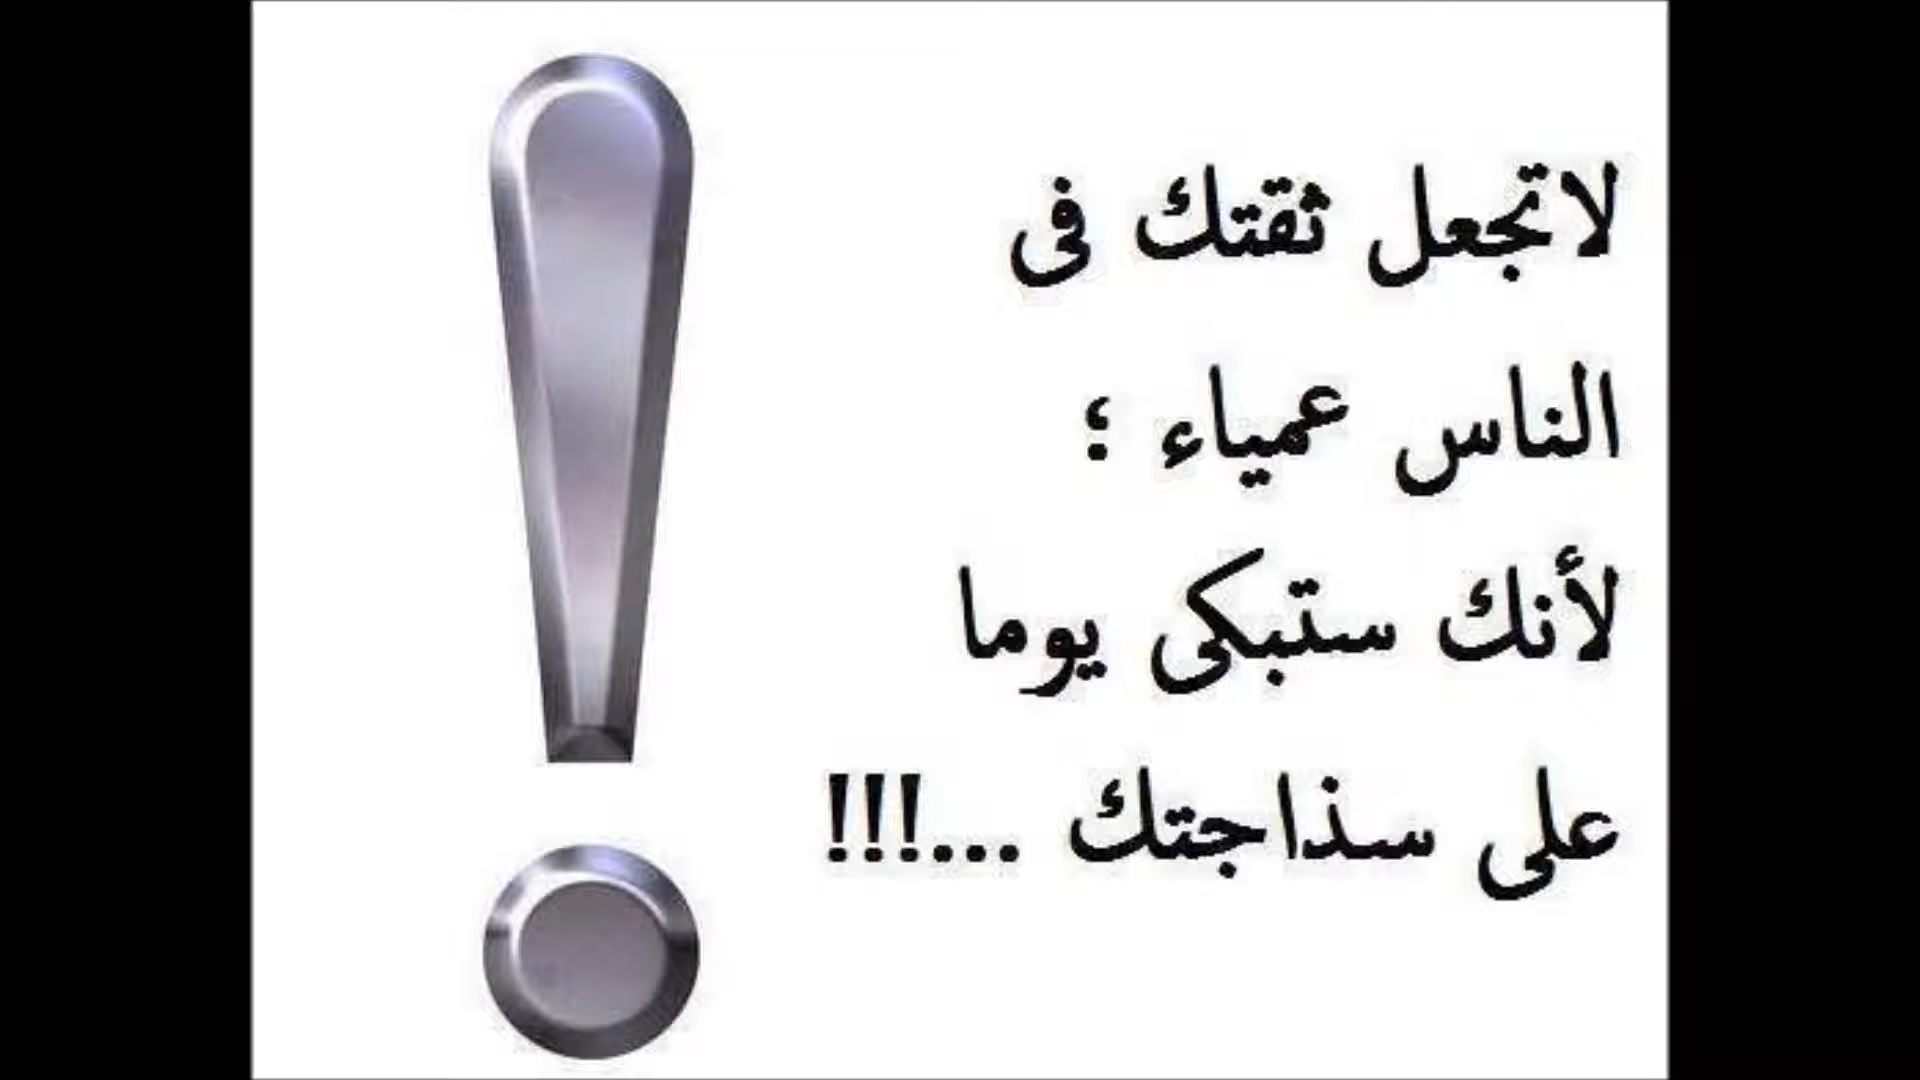 لاتجعل ثقتك فى
الناس عمياء ؛
لأنك ستبكى يوما
على سذاجتك ...!!!